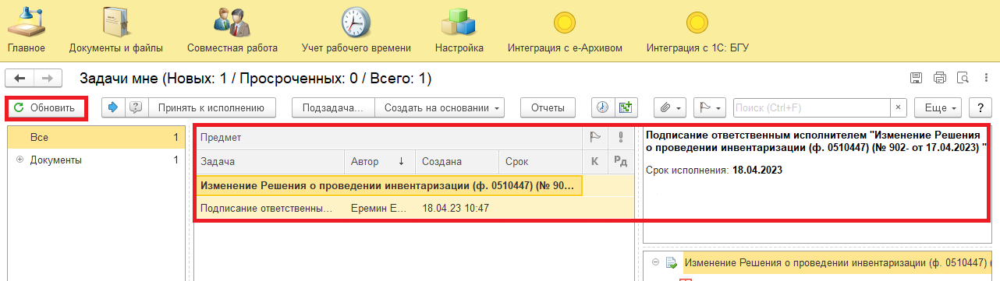 Главное Документы и файлы Совместная работа Учет рабочего времени Настройка Интеграция с е-Архивом Интеграция с 1С: БГУ
Задачи мне (Новых: 1 / Просроченных: 0 / Всего: 1)
Обновить Принять к исполнению Подзадача... Создать на основании Отчеты Поиск (Ctrl+F) × Еще ?
Все 1
Документы 1
Предмет
Задача Автор ↓ Создана Срок К Рд
Изменение Решения о проведении инвентаризации (ф. 0510447) (№ 90...
Подписание ответственны... Еремин Е... 18.04.23 10:47
Подписание ответственным исполнителем "Изменение Решения
о проведении инвентаризации (ф. 0510447) (№ 902- от 17.04.2023) "
Срок исполнения: 18.04.2023
Изменение Решения о проведении инвентаризации (ф. 0510447) (